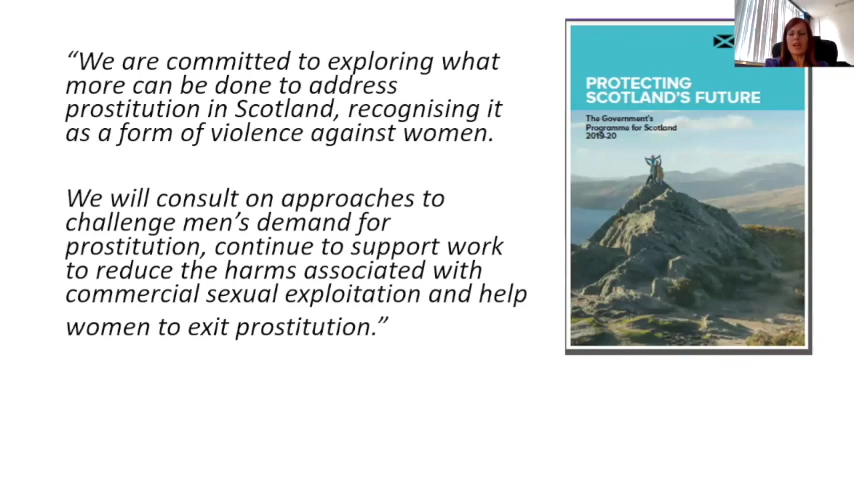 “We are committed to exploring what
more can be done to address
prostitution in Scotland, recognising it
as a form of violence against women.
We will consult on approaches to
challenge men’s demand for
prostitution, continue to support work
to reduce the harms associated with
commercial sexual exploitation and help
women to exit prostitution.”
PROTECTING
SCOTLAND'S FUTURE
The Government's
Programme for Scotland
2019-20